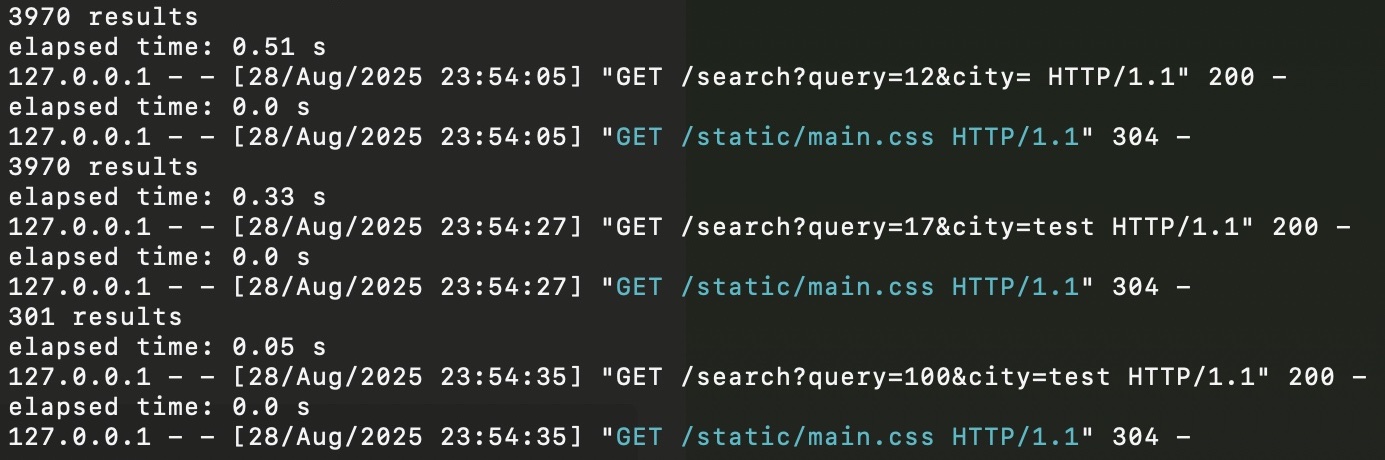 3970 results
elapsed time: 0.51 s
127.0.0.1 - - [28/Aug/2025 23:54:05] "GET /search?query=12&city= HTTP/1.1" 200 -
elapsed time: 0.0 s
127.0.0.1 - - [28/Aug/2025 23:54:05] "GET /static/main.css HTTP/1.1" 304 -
3970 results
elapsed time: 0.33 s
127.0.0.1 - - [28/Aug/2025 23:54:27] "GET /search?query=17&city=test HTTP/1.1" 200 -
elapsed time: 0.0 s
127.0.0.1 - - [28/Aug/2025 23:54:27] "GET /static/main.css HTTP/1.1" 304 -
301 results
elapsed time: 0.05 s
127.0.0.1 - - [28/Aug/2025 23:54:35] "GET /search?query=100&city=test HTTP/1.1" 200 -
elapsed time: 0.0 s
127.0.0.1 - - [28/Aug/2025 23:54:35] "GET /static/main.css HTTP/1.1" 304 -